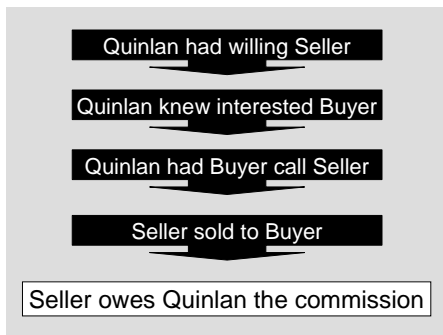 Quinlan had willing Seller
Quinlan knew interested Buyer
Quinlan had Buyer call Seller
Seller sold to Buyer
Seller owes Quinlan the commission